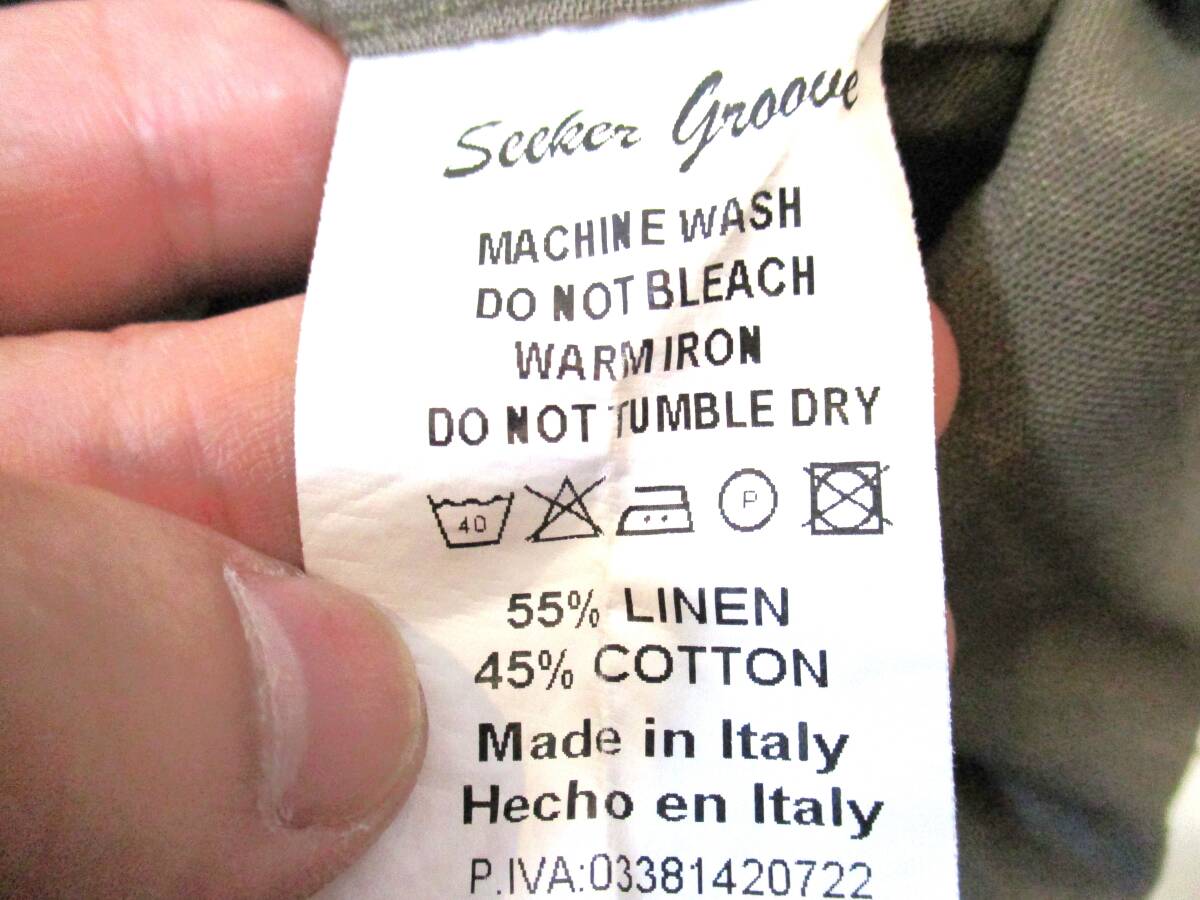 Seeker Groove
MACHINE WASH
DO NOT BLEACH
WARM IRON
DO NOT TUMBLE DRY
40 P
55% LINEN
45% COTTON
Made in Italy
Hecho en Italy
P.IVA:03381420722